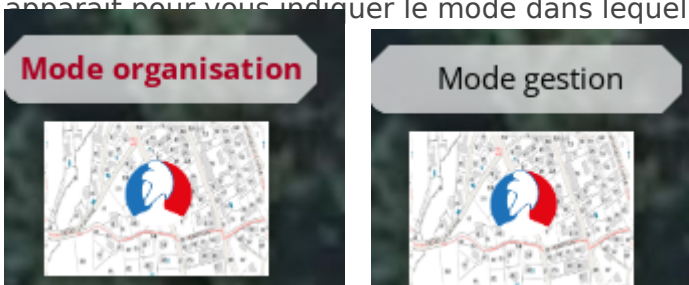 apparait pour vous indiquer le mode dans lequel
Mode organisation
Mode gestion